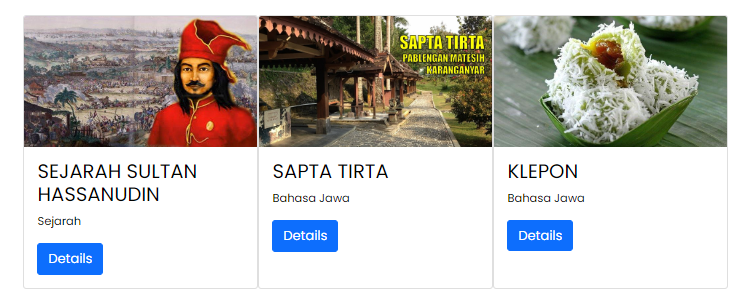 SAPTA TIRTA
PABLENGAN MATESIH
KARANGANYAR
SEJARAH SULTAN
HASSANUDIN
Sejarah
Details
SAPTA TIRTA
Bahasa Jawa
Details
KLEPON
Bahasa Jawa
Details